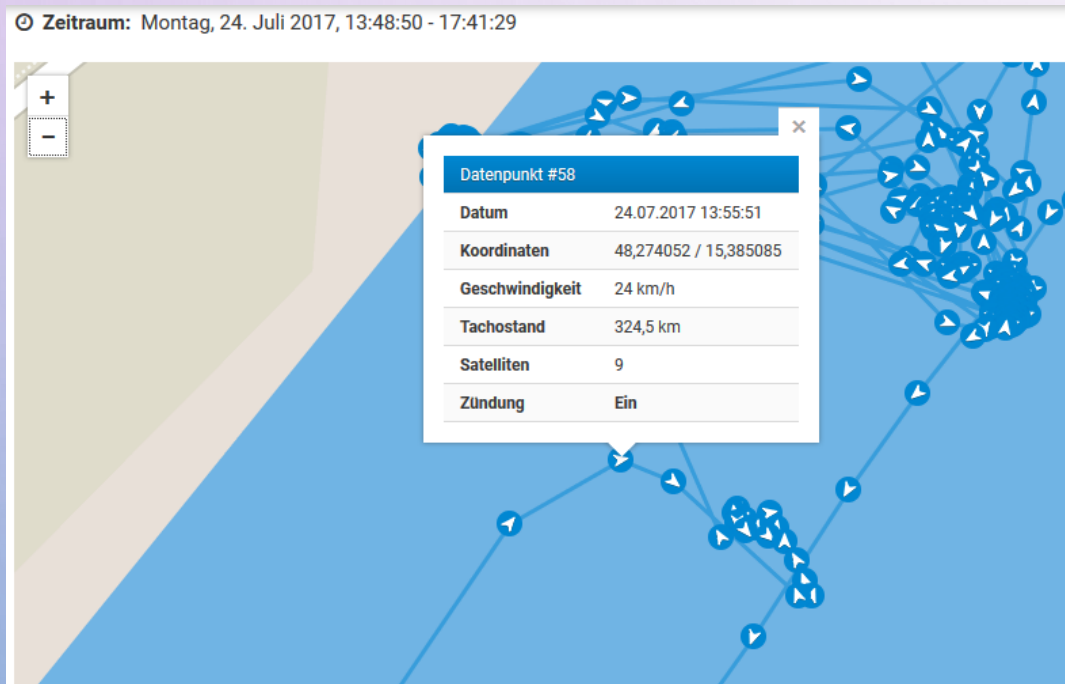 Zeitraum: Montag, 24. Juli 2017, 13:48:50 - 17:41:29
+
−
×
Datenpunkt #58
Datum 24.07.2017 13:55:51
Koordinaten 48,274052 / 15,385085
Geschwindigkeit 24 km/h
Tachostand 324,5 km
Satelliten 9
Zündung Ein